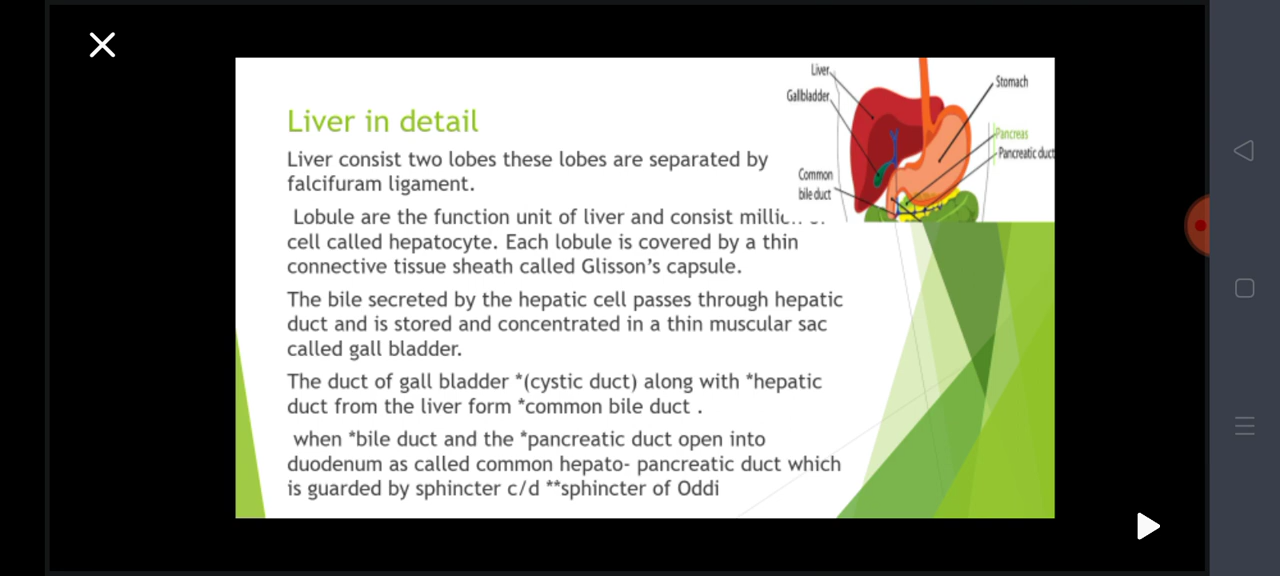 Liver in detail
Liver consist two lobes these lobes are separated by
falcifuram ligament.
Lobule are the function unit of liver and consist
cell called hepatocyte. Each lobule is covered by a thin
connective tissue sheath called Glisson's capsule.
The bile secreted by the hepatic cell passes through hepatic
duct and is stored and concentrated in a thin muscular sac
called gall bladder.
The duct of gall bladder *(cystic duct) along with *hepatic
duct from the liver form *common bile duct .
when *bile duct and the *pancreatic duct open into
duodenum as called common hepato- pancreatic duct which
is guarded by sphincter c/d **sphincter of Oddi
Liver
Gallbladder
Common
bile duct
Stomach
Pancreas
Pancreatic duct